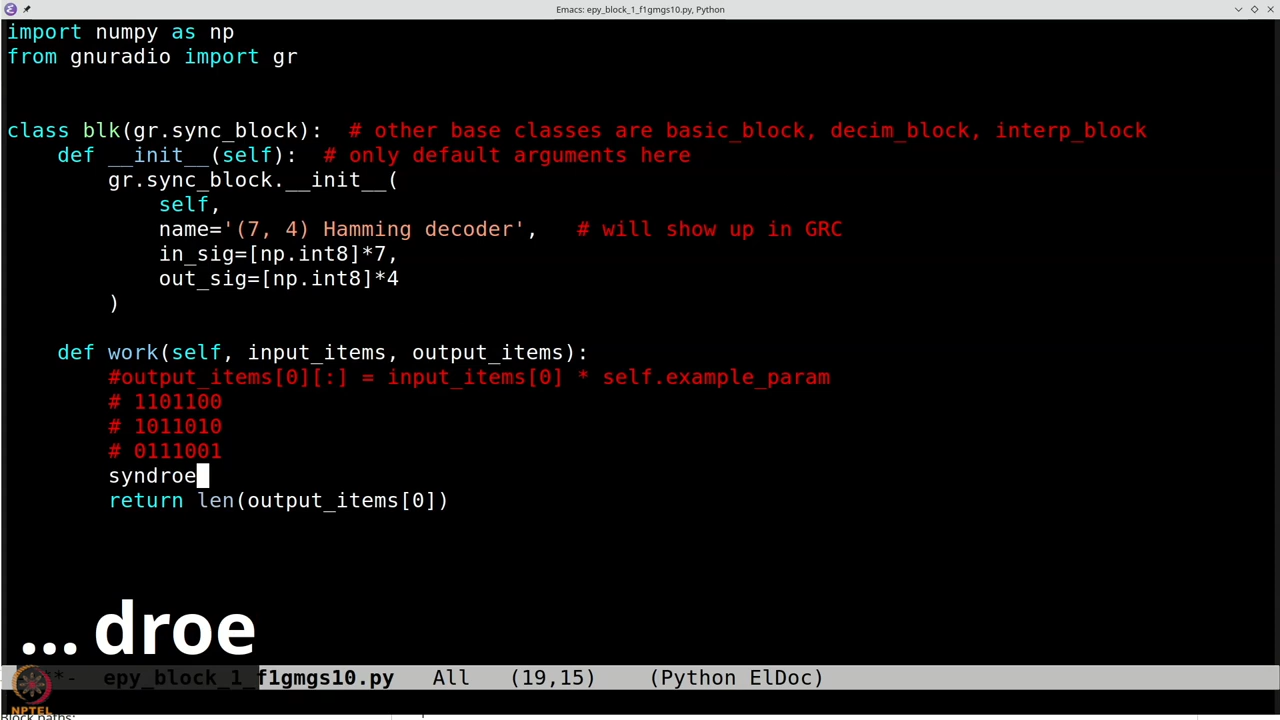 Emacs: epy_block_1_f1gmgs10.py, Python
import numpy as np
from gnuradio import gr
class blk(gr.sync_block):  # other base classes are basic_block, decim_block, interp_block
    def __init__(self):  # only default arguments here
        gr.sync_block.__init__(
            self,
            name='(7, 4) Hamming decoder',   # will show up in GRC
            in_sig=[np.int8]*7,
            out_sig=[np.int8]*4
        )
    def work(self, input_items, output_items):
        #output_items[0][:] = input_items[0] * self.example_param
        # 1101100
        # 1011010
        # 0111001
        syndroe
        return len(output_items[0])
... droe
*- epy_block_1_f1gmgs10.py All (19,15) (Python ElDoc)
NPTEL